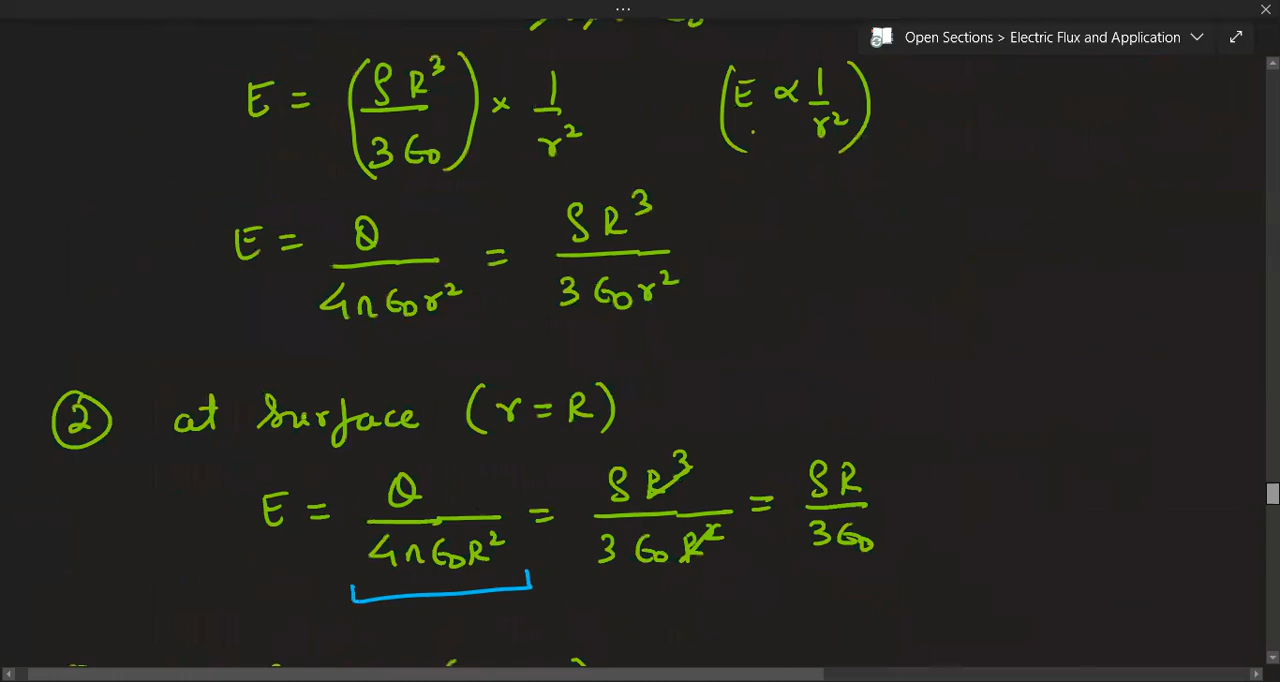 ...
Open Sections > Electric Flux and Application
E = (ρR³/3ε₀) × 1/r² (E ∝ 1/r²)
E = Q/4πε₀r² = ρR³/3ε₀r²
② at surface (r = R)
E = Q/4πε₀R² = ρR³/3ε₀R² = ρR/3ε₀